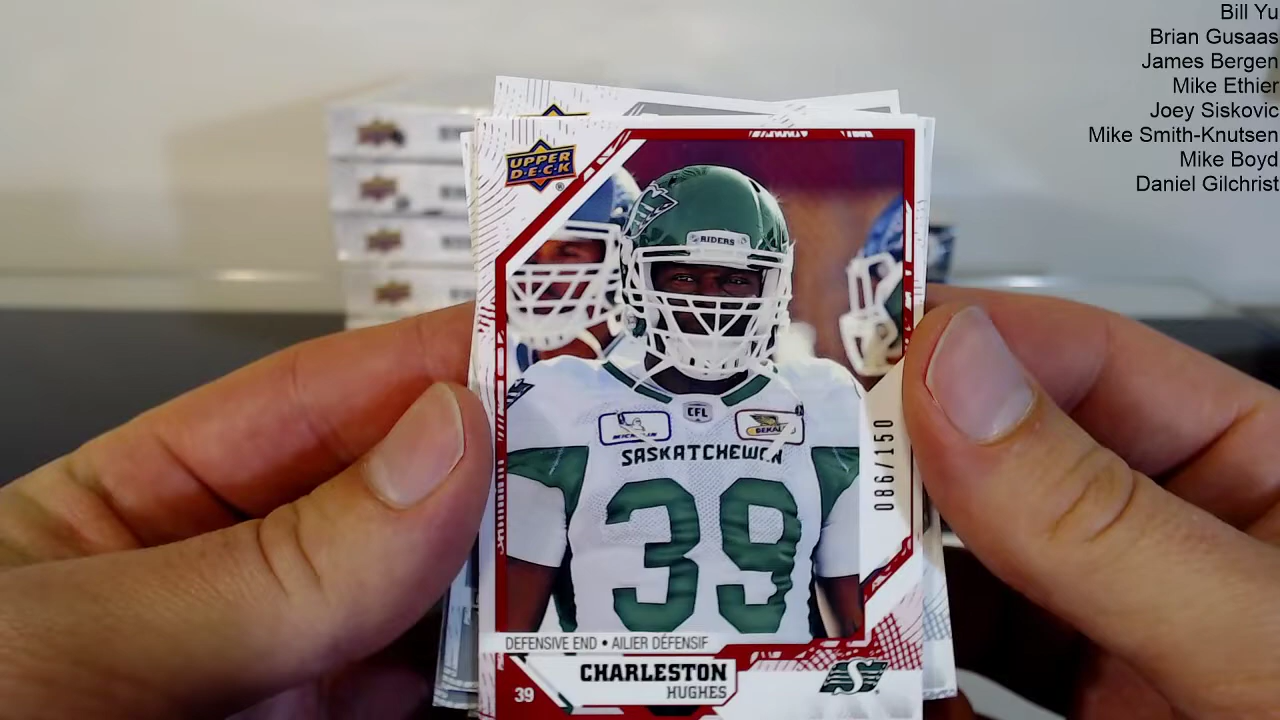 Bill Yu
Brian Gusaas
James Bergen
Mike Ethier
Joey Siskovic
Mike Smith-Knutsen
Mike Boyd
Daniel Gilchrist
UPPER
D·E·C·K
RIDERS
CFL
SASKATCHEWAN
39
086/150
DEFENSIVE END • AILIER DÉFENSIF
CHARLESTON
HUGHES
39
S